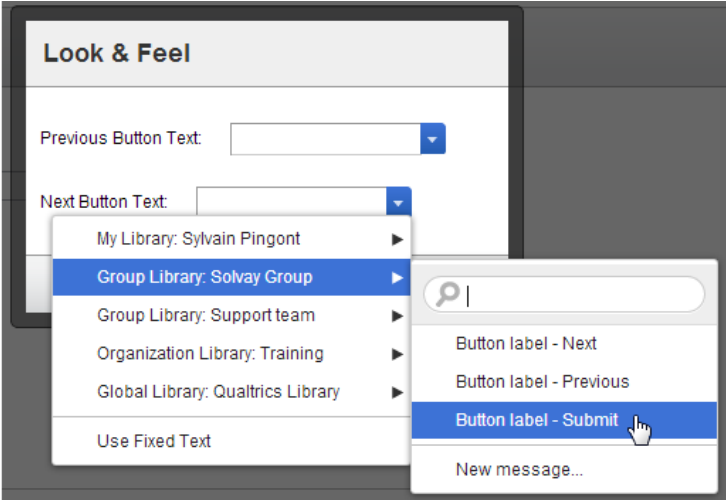 Look & Feel
Previous Button Text:
Next Button Text:
My Library: Sylvain Pingont
Group Library: Solvay Group
Group Library: Support team
Organization Library: Training
Global Library: Qualtrics Library
Use Fixed Text
Button label - Next
Button label - Previous
Button label - Submit
New message...